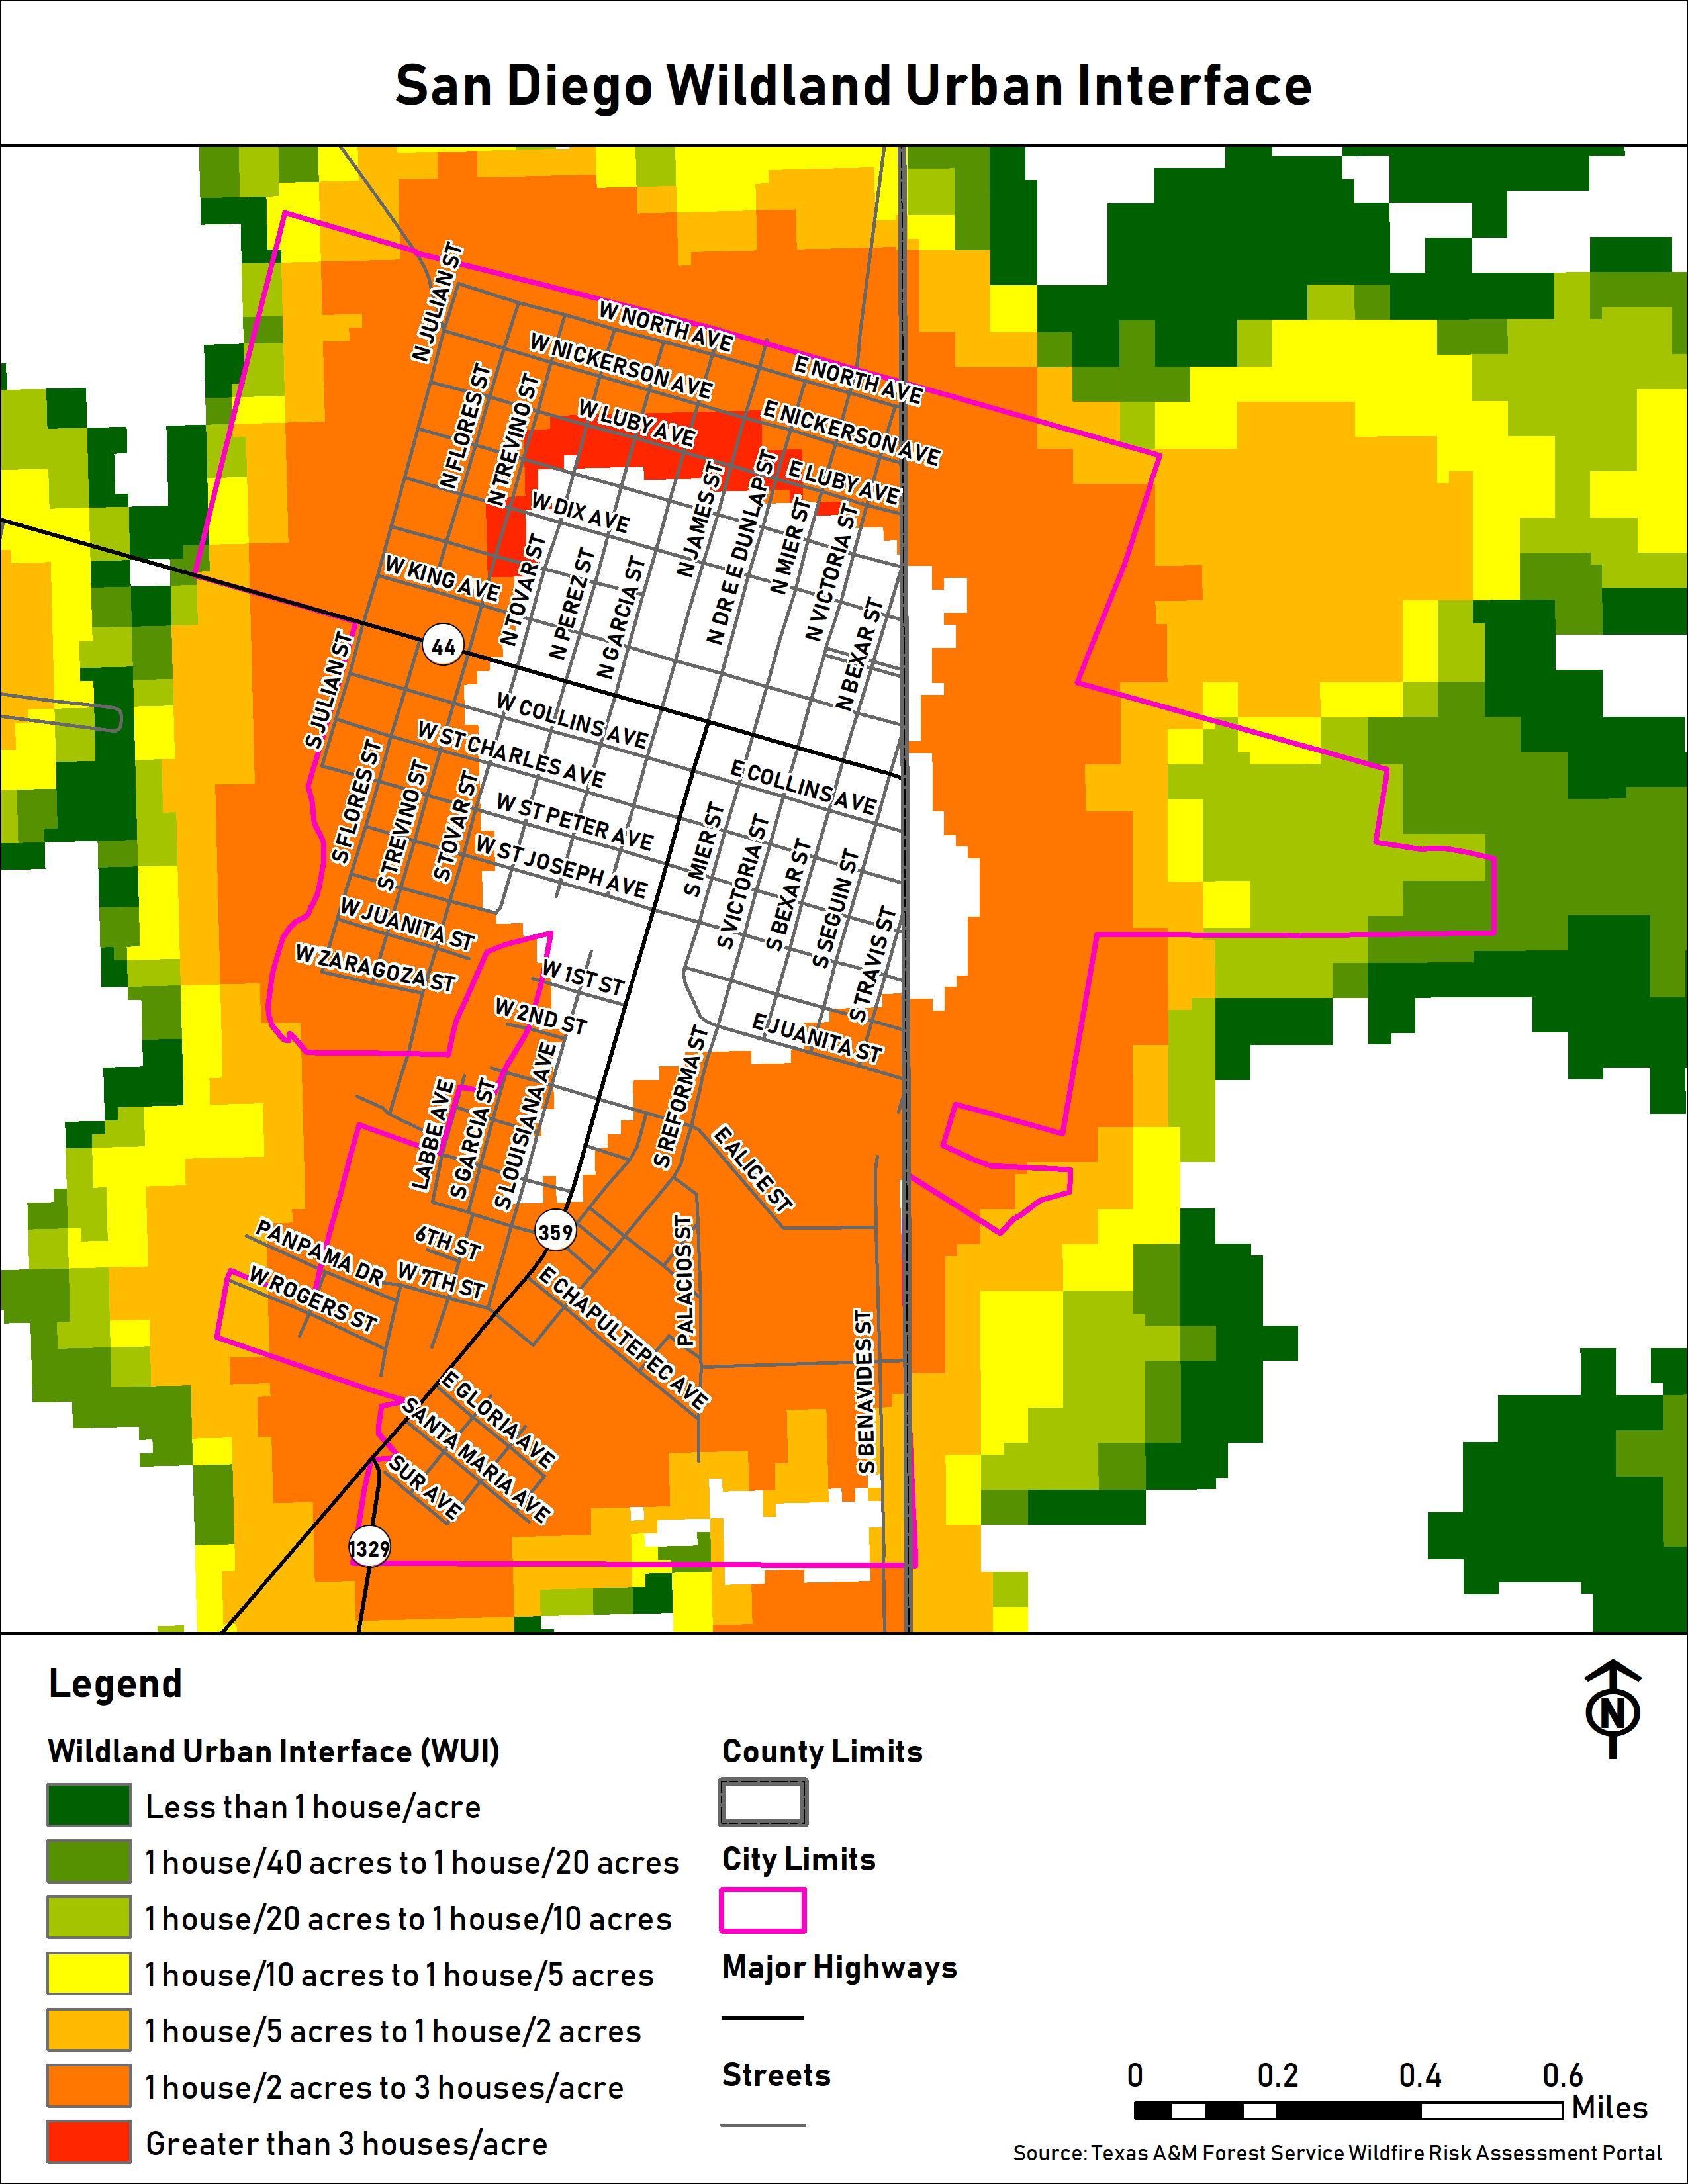 San Diego Wildland Urban Interface
N JULIAN ST
W NORTH AVE
W NICKERSON AVE
E NORTH AVE
N FLORES ST
N TREVINO ST
W LUBY AVE
E NICKERSON AVE
E LUBY AVE
W DIX AVE
N JAMES ST
N DR E E DUNLAP ST
N MIER ST
N VICTORIA ST
W KING AVE
N TOVAR ST
N PEREZ ST
N GARCIA ST
N BEXAR ST
44
S JULIAN ST
W COLLINS AVE
W ST CHARLES AVE
E COLLINS AVE
S FLORES ST
S TREVINO ST
S TOVAR ST
W ST PETER AVE
W ST JOSEPH AVE
S MIER ST
S VICTORIA ST
S BEXAR ST
S SEGUIN ST
S TRAVIS ST
W JUANITA ST
W ZARAGOZA ST
W 1ST ST
W 2ND ST
E JUANITA ST
LABBE AVE
S GARCIA ST
S LOUISIANA AVE
S REFORMA ST
E ALICE ST
359
6TH ST
PANPAMA DR
W 7TH ST
W ROGERS ST
PALACIOS ST
E CHAPULTEPEC AVE
S BENAVIDES ST
E GLORIA AVE
SANTA MARIA AVE
SUR AVE
1329
Legend
N
Wildland Urban Interface (WUI)
Less than 1 house/acre
1 house/40 acres to 1 house/20 acres
1 house/20 acres to 1 house/10 acres
1 house/10 acres to 1 house/5 acres
1 house/5 acres to 1 house/2 acres
1 house/2 acres to 3 houses/acre
Greater than 3 houses/acre
County Limits
City Limits
Major Highways
Streets
0 0.2 0.4 0.6
Miles
Source: Texas A&M Forest Service Wildfire Risk Assessment Portal